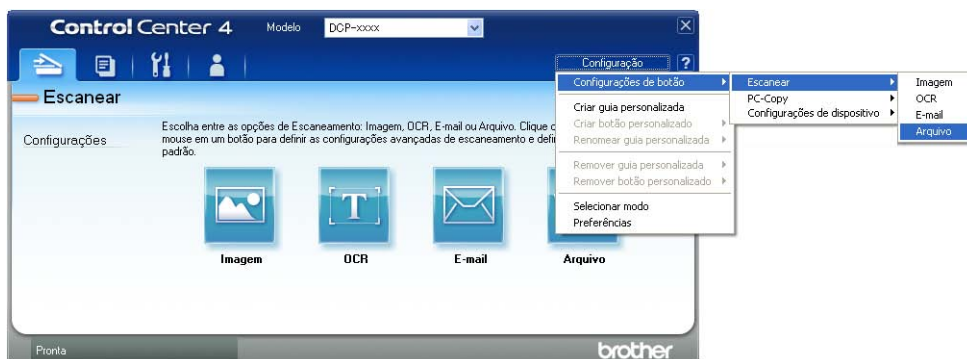 Control Center 4
Modelo
DCP-xxxx
Configuração
?
Configurações de botão
Escanear
Imagem
PC-Copy
OCR
Configurações de dispositivo
E-mail
Arquivo
Criar guia personalizada
Criar botão personalizado
Renomear guia personalizada
Remover guia personalizada
Remover botão personalizado
Selecionar modo
Preferências
Escanear
Configurações
Escolha entre as opções de Escaneamento: Imagem, OCR, E-mail ou Arquivo. Clique
mouse em um botão para definir as configurações avançadas de escaneamento e
padrão.
T
Imagem
OCR
E-mail
Arquivo
Pronta
brother